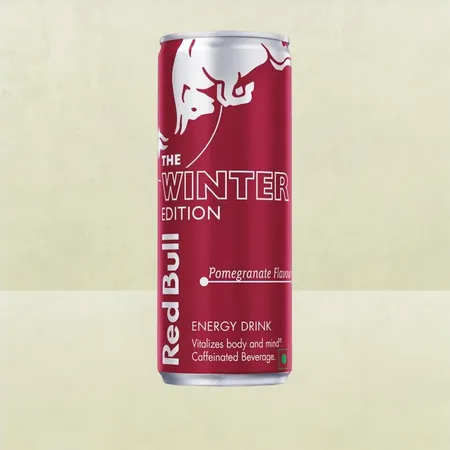 THE
WINTER
EDITION
Red Bull
Pomegranate Flavour
ENERGY DRINK
Vitalizes body and mind®.
Caffeinated Beverage.